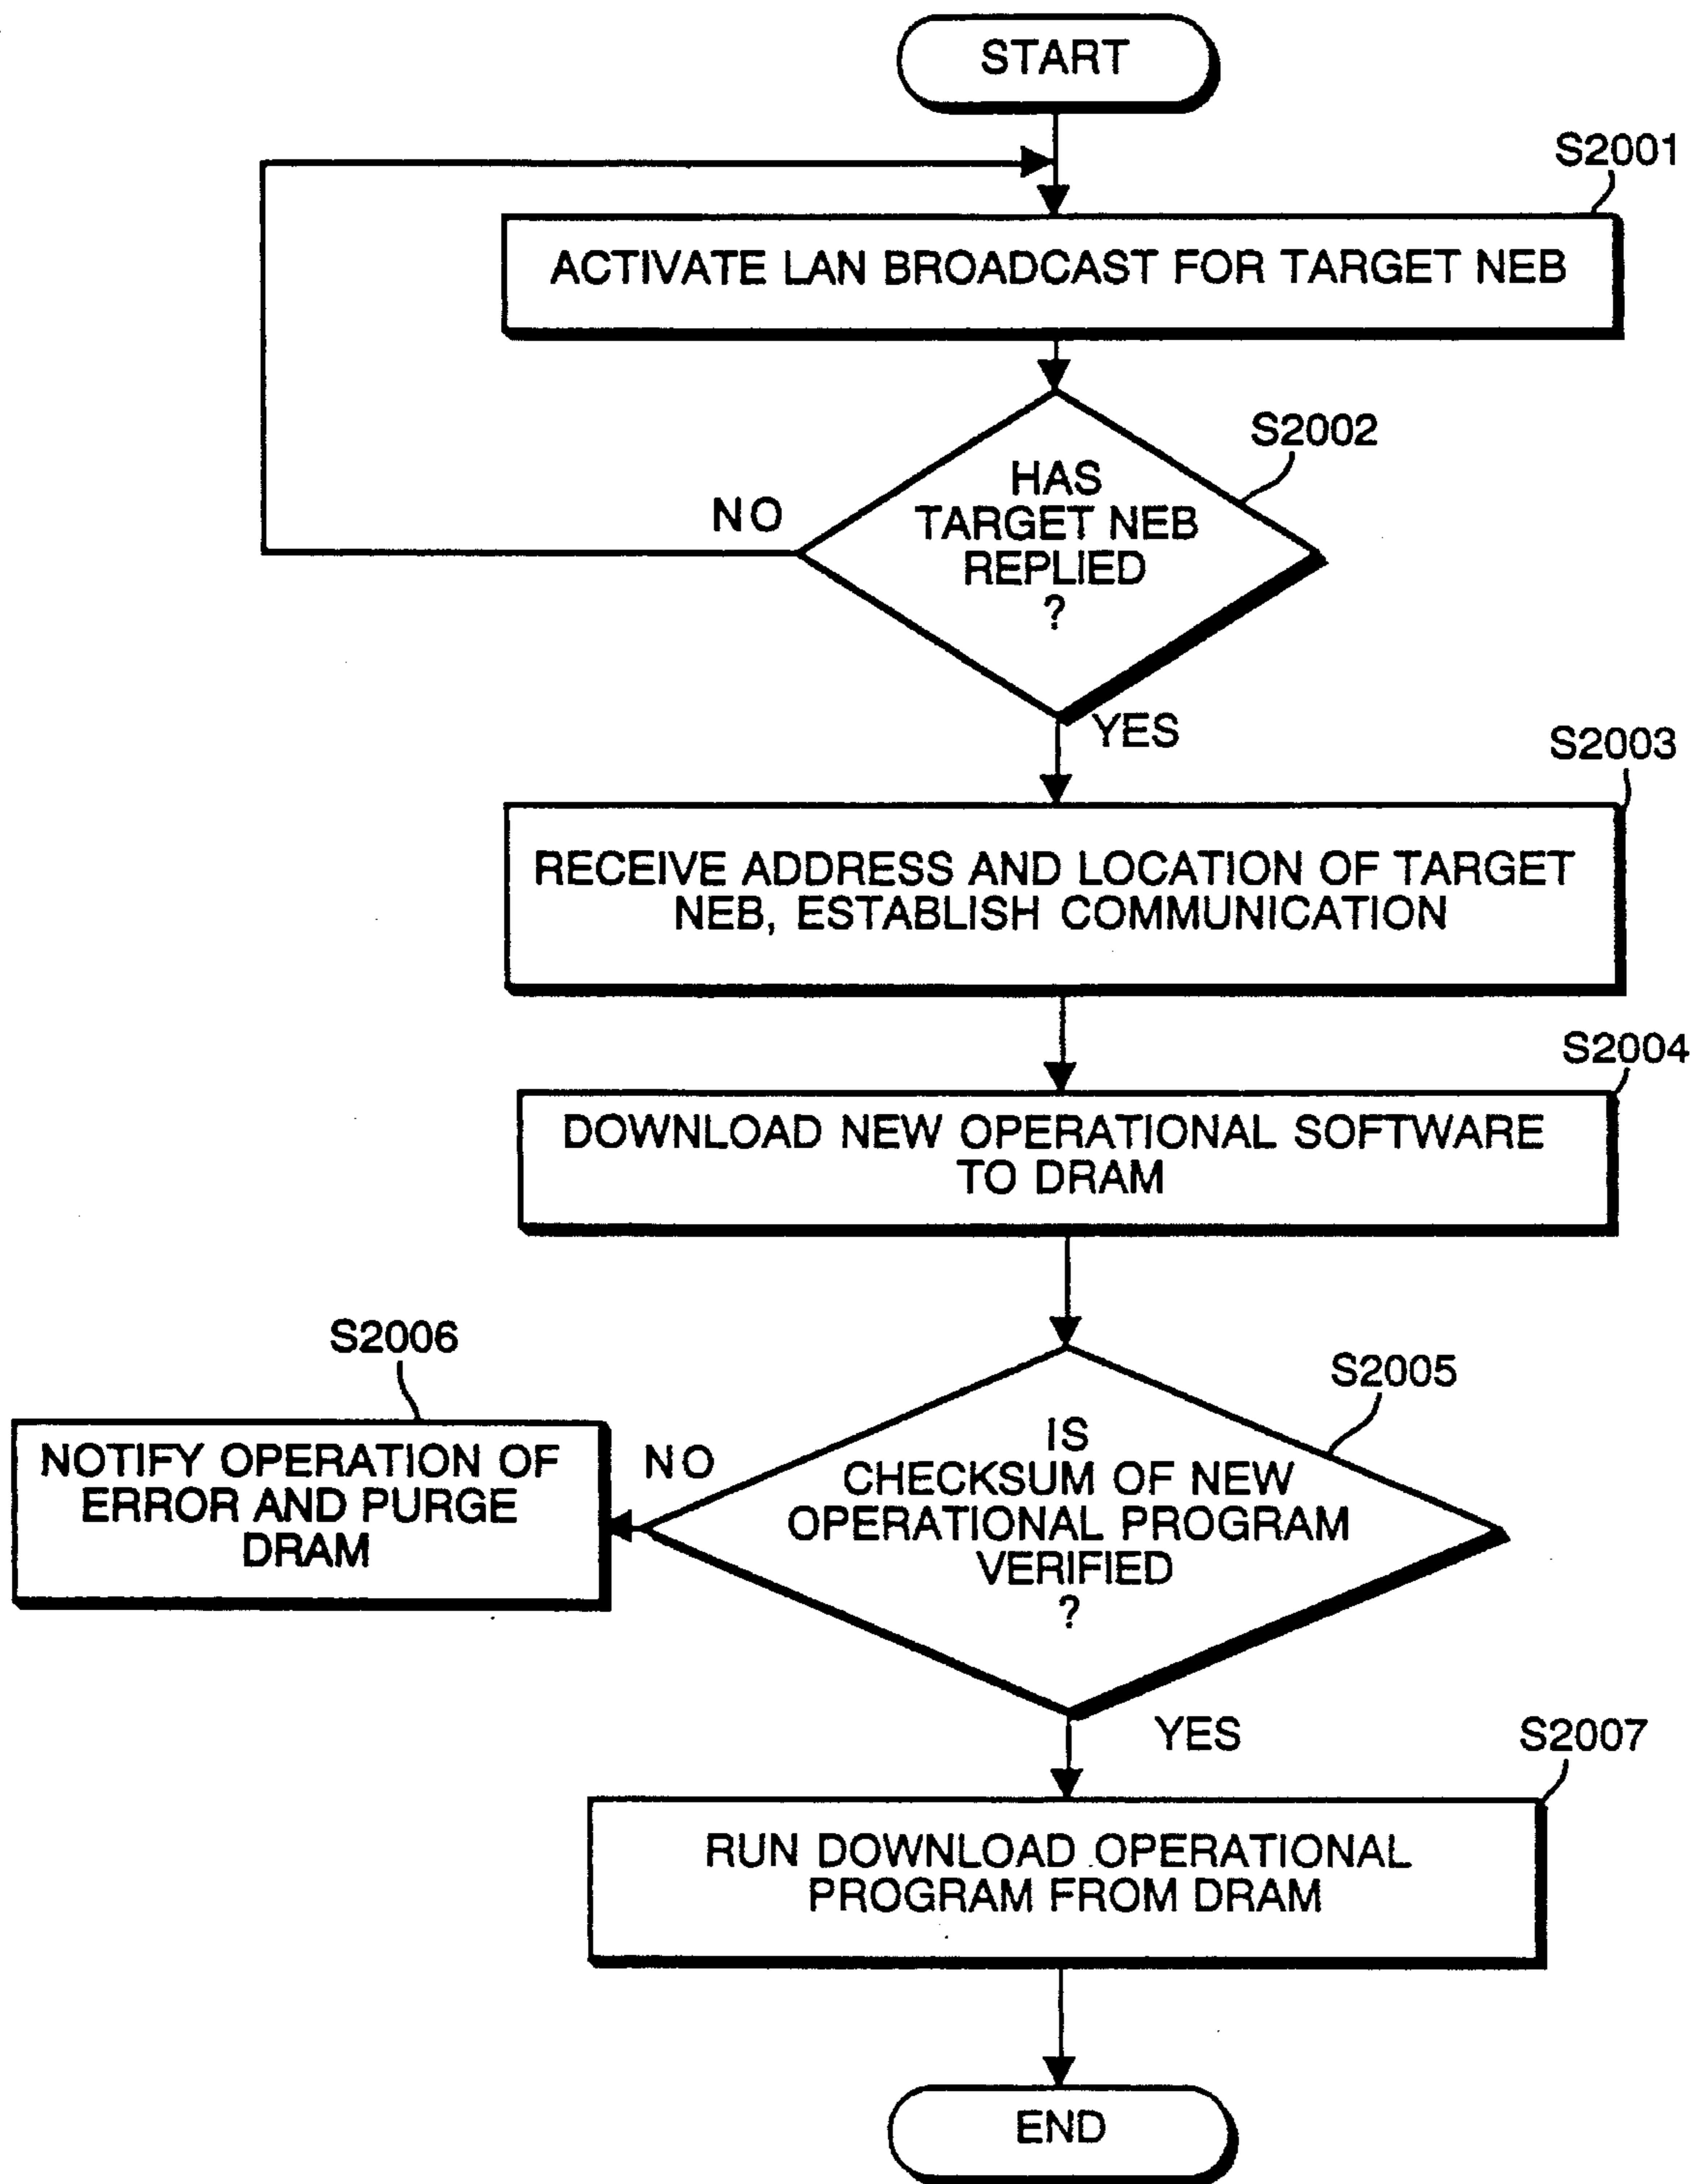 START
S2001
ACTIVATE LAN BROADCAST FOR TARGET NEB
S2002
HAS
TARGET NEB
REPLIED
?
NO
YES
S2003
RECEIVE ADDRESS AND LOCATION OF TARGET
NEB, ESTABLISH COMMUNICATION
S2004
DOWNLOAD NEW OPERATIONAL SOFTWARE
TO DRAM
S2005
IS
CHECKSUM OF NEW
OPERATIONAL PROGRAM
VERIFIED
?
NO
S2006
NOTIFY OPERATION OF
ERROR AND PURGE
DRAM
YES
S2007
RUN DOWNLOAD OPERATIONAL
PROGRAM FROM DRAM
END